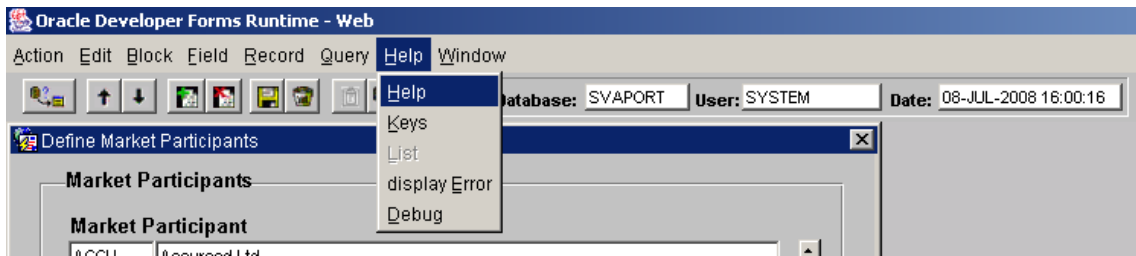 Oracle Developer Forms Runtime - Web
Action Edit Block Field Record Query Help Window
Database: SVAPORT User: SYSTEM Date: 08-JUL-2008 16:00:16
Help
Keys
List
display Error
Debug
Define Market Participants
Market Participants
Market Participant